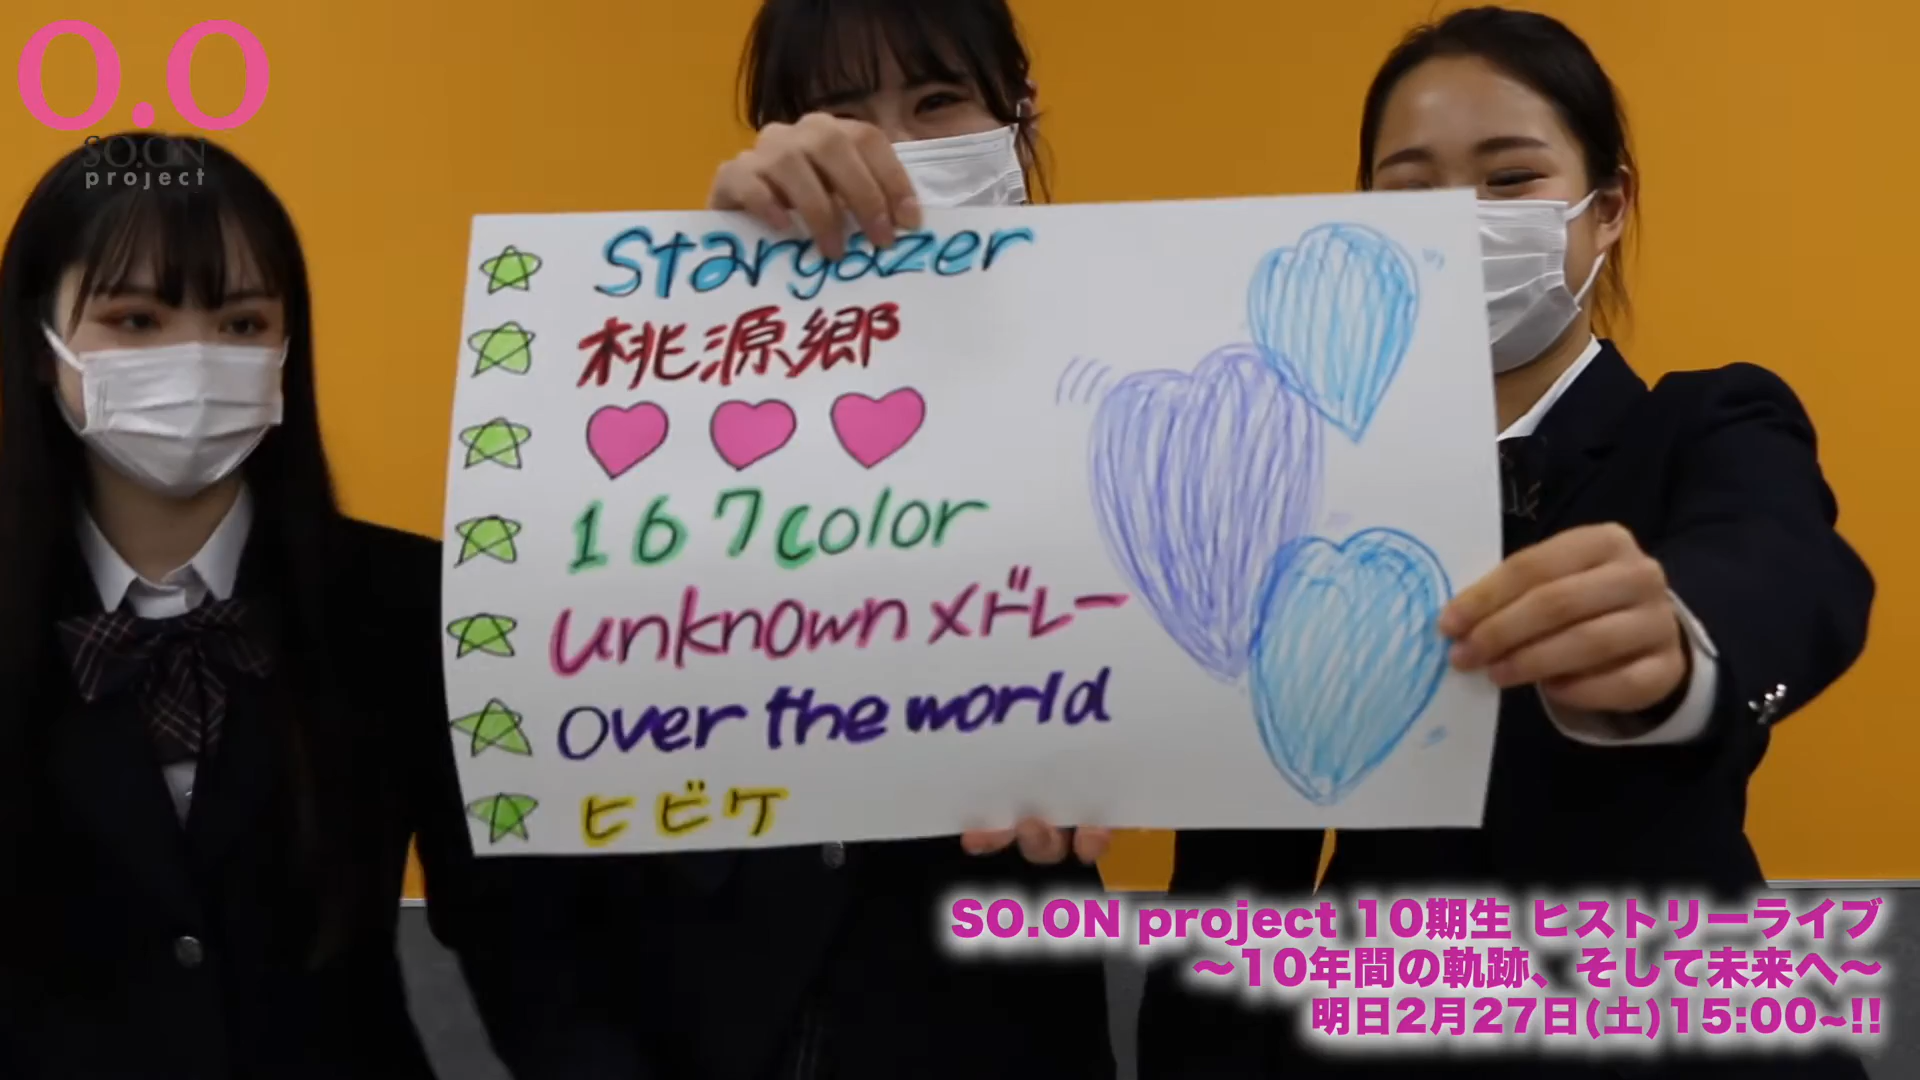 O.O
SO.ON
project
Stargazer
桃源郷
167color
unknownメドレー
over the world
ヒビケ
SO.ON project 10期生 ヒストリーライブ
～10年間の軌跡、そして未来へ～
明日2月27日(土)15:00~!!